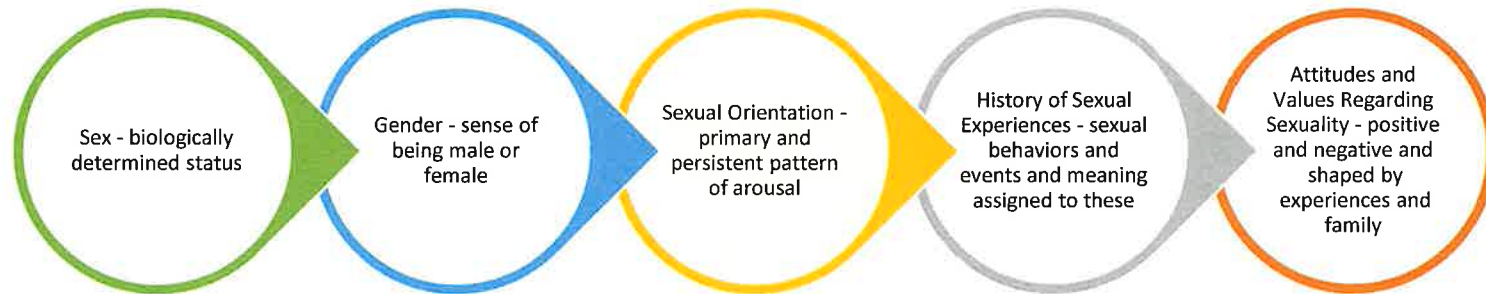 Sex - biologically
determined status
Gender - sense of
being male or
female
Sexual Orientation -
primary and
persistent pattern
of arousal
History of Sexual
Experiences - sexual
behaviors and
events and meaning
assigned to these
Attitudes and
Values Regarding
Sexuality - positive
and negative and
shaped by
experiences and
family